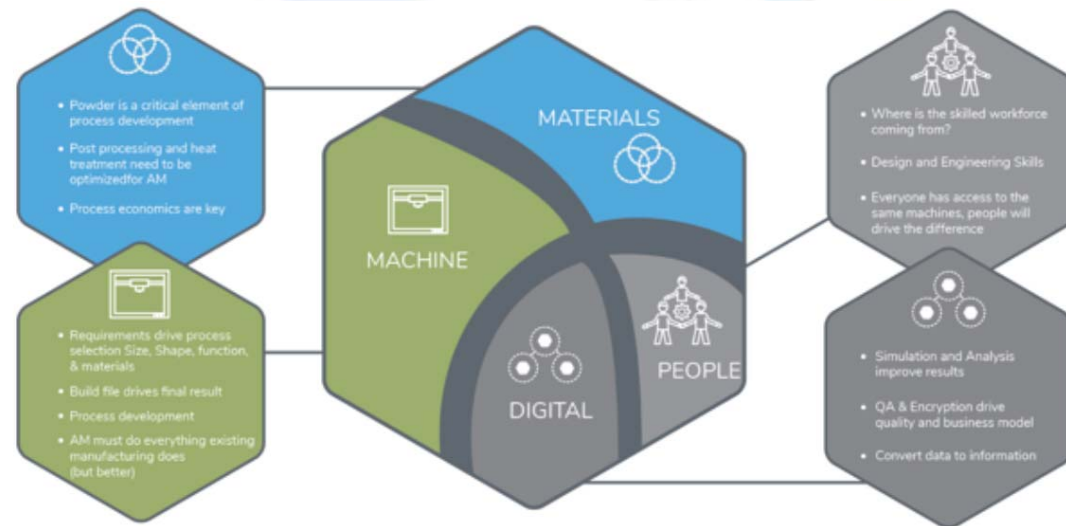 • Powder is a critical element of
process development
• Post processing and heat
treatment need to be
optimizedfor AM
• Process economics are key
• Requirements drive process
selection Size, Shape, function,
& materials
• Build file drives final result
• Process development
• AM must do everything existing
manufacturing does
(but better)
MATERIALS
MACHINE
DIGITAL
PEOPLE
• Where is the skilled workforce
coming from?
• Design and Engineering Skills
• Everyone has access to the
same machines, people will
drive the difference
• Simulation and Analysis
improve results
• QA & Encryption drive
quality and business model
• Convert data to information